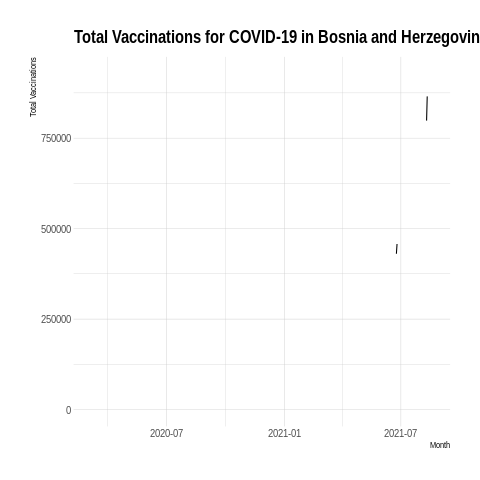 Total Vaccinations for COVID-19 in Bosnia and Herzegovin
Total Vaccinations
750000
500000
250000
0
2020-07 2021-01 2021-07
Month